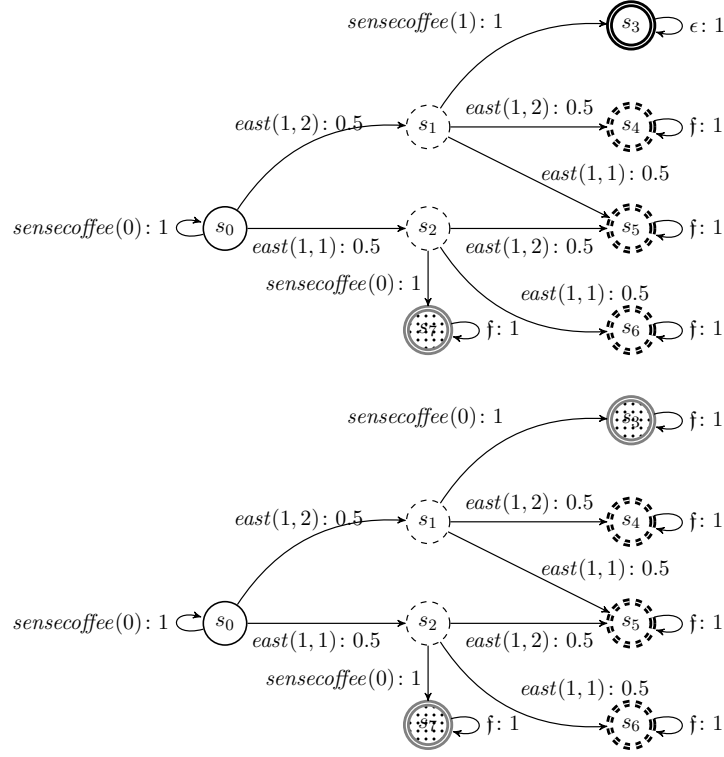 sensecoffee(1): 1
s₃
ϵ: 1
east(1, 2): 0.5
east(1, 2): 0.5
s₁
s₄
𝔣: 1
east(1, 1): 0.5
sensecoffee(0): 1
s₀
s₂
s₅
𝔣: 1
east(1, 1): 0.5
east(1, 2): 0.5
sensecoffee(0): 1
east(1, 1): 0.5
s₇
𝔣: 1
s₆
𝔣: 1
sensecoffee(0): 1
s₃
𝔣: 1
east(1, 2): 0.5
east(1, 2): 0.5
s₁
s₄
𝔣: 1
east(1, 1): 0.5
sensecoffee(0): 1
s₀
s₂
s₅
𝔣: 1
east(1, 1): 0.5
east(1, 2): 0.5
sensecoffee(0): 1
east(1, 1): 0.5
s₇
𝔣: 1
s₆
𝔣: 1